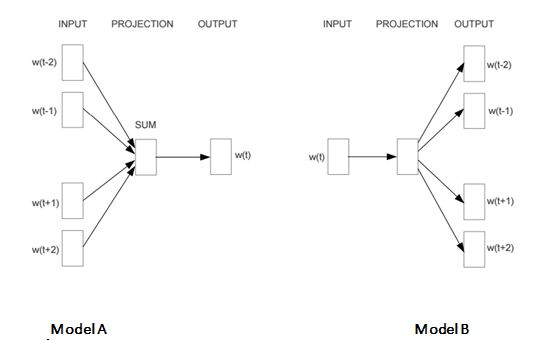 INPUT PROJECTION OUTPUT
w(t-2)
w(t-1)
SUM
w(t)
w(t+1)
w(t+2)
Model A
INPUT PROJECTION OUTPUT
w(t-2)
w(t-1)
w(t)
w(t+1)
w(t+2)
Model B